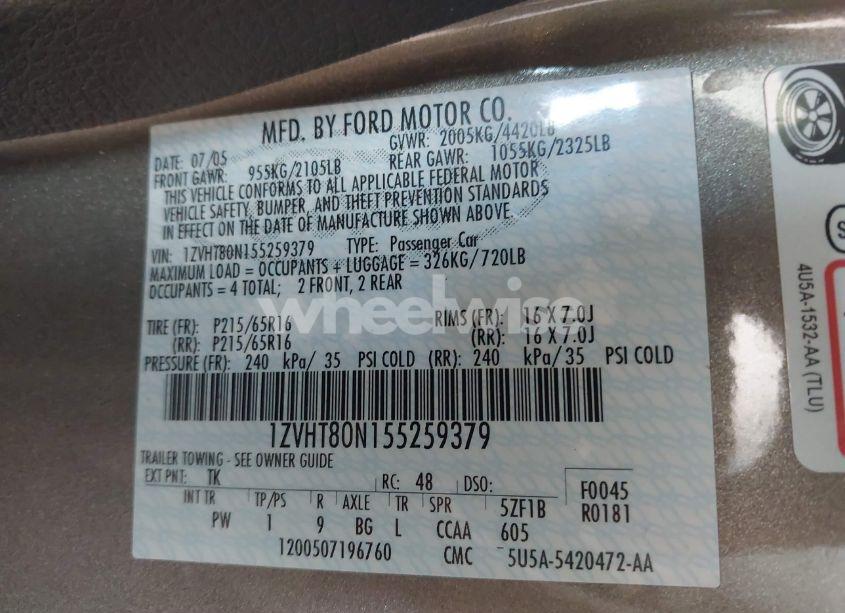 MFD. BY FORD MOTOR CO.
DATE: 07/05 GVWR: 2005KG/4420LB
FRONT GAWR: 955KG/2105LB REAR GAWR: 1055KG/2325LB
THIS VEHICLE CONFORMS TO ALL APPLICABLE FEDERAL MOTOR
VEHICLE SAFETY, BUMPER, AND THEFT PREVENTION STANDARDS
IN EFFECT ON THE DATE OF MANUFACTURE SHOWN ABOVE.
VIN: 1ZVHT80N155259379 TYPE: Passenger Car
MAXIMUM LOAD = OCCUPANTS + LUGGAGE = 326KG/720LB
OCCUPANTS = 4 TOTAL; 2 FRONT, 2 REAR
wheelwise
TIRE (FR): P215/65R16 RIMS (FR): 16 X 7.0J
(RR): P215/65R16 (RR): 16 X 7.0J
PRESSURE (FR): 240 kPa/ 35 PSI COLD (RR): 240 kPa/ 35 PSI COLD
1ZVHT80N155259379
TRAILER TOWING - SEE OWNER GUIDE
EXT PNT: TK RC: 48 DSO: F0045
INT TR TP/PS R AXLE TR SPR 5ZF1B R0181
PW 1 9 BG L CCAA 605
1200507196760 CMC 5U5A-5420472-AA
4U5A-1532-AA (TLU)